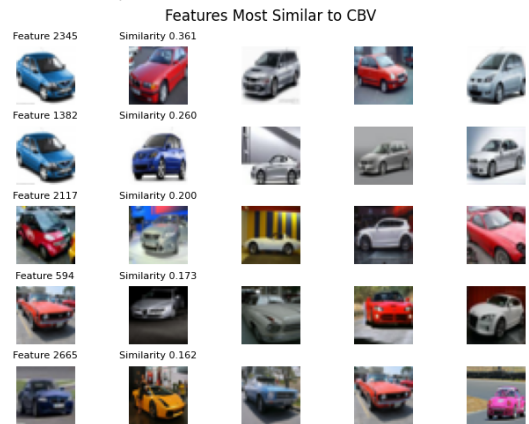 Features Most Similar to CBV
Feature 2345 Similarity 0.361
Feature 1382 Similarity 0.260
Feature 2117 Similarity 0.200
Feature 594 Similarity 0.173
Feature 2665 Similarity 0.162